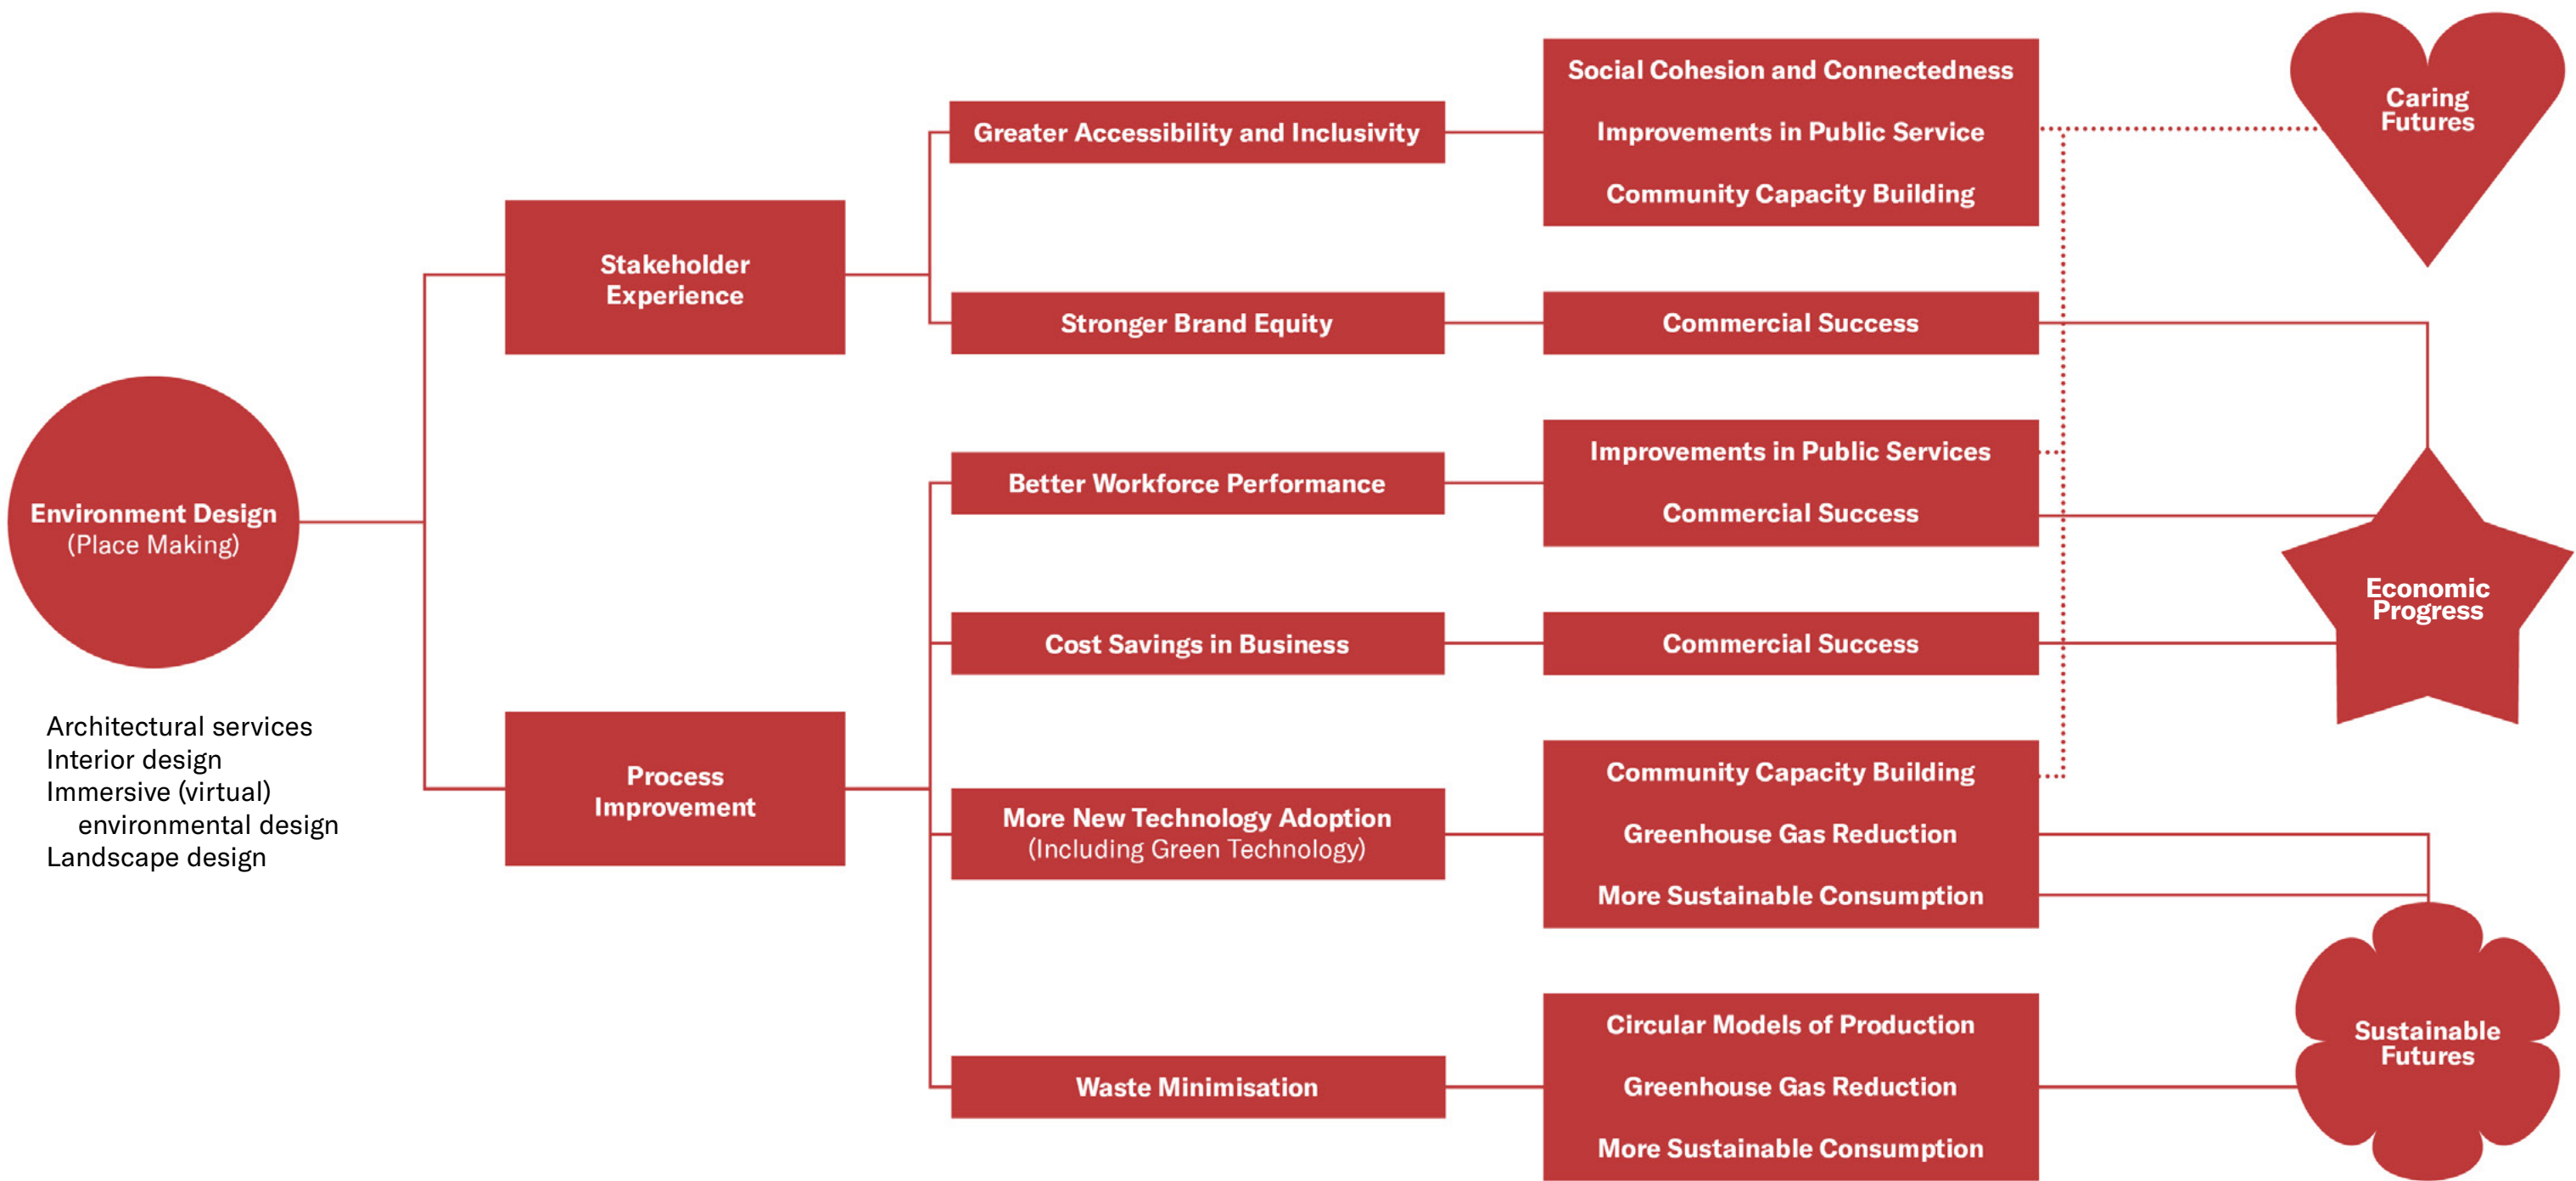 Environment Design
(Place Making)
Architectural services
Interior design
Immersive (virtual)
environmental design
Landscape design
Stakeholder
Experience
Process
Improvement
Greater Accessibility and Inclusivity
Stronger Brand Equity
Better Workforce Performance
Cost Savings in Business
More New Technology Adoption
(Including Green Technology)
Waste Minimisation
Social Cohesion and Connectedness
Improvements in Public Service
Community Capacity Building
Commercial Success
Improvements in Public Services
Commercial Success
Commercial Success
Community Capacity Building
Greenhouse Gas Reduction
More Sustainable Consumption
Circular Models of Production
Greenhouse Gas Reduction
More Sustainable Consumption
Caring
Futures
Economic
Progress
Sustainable
Futures